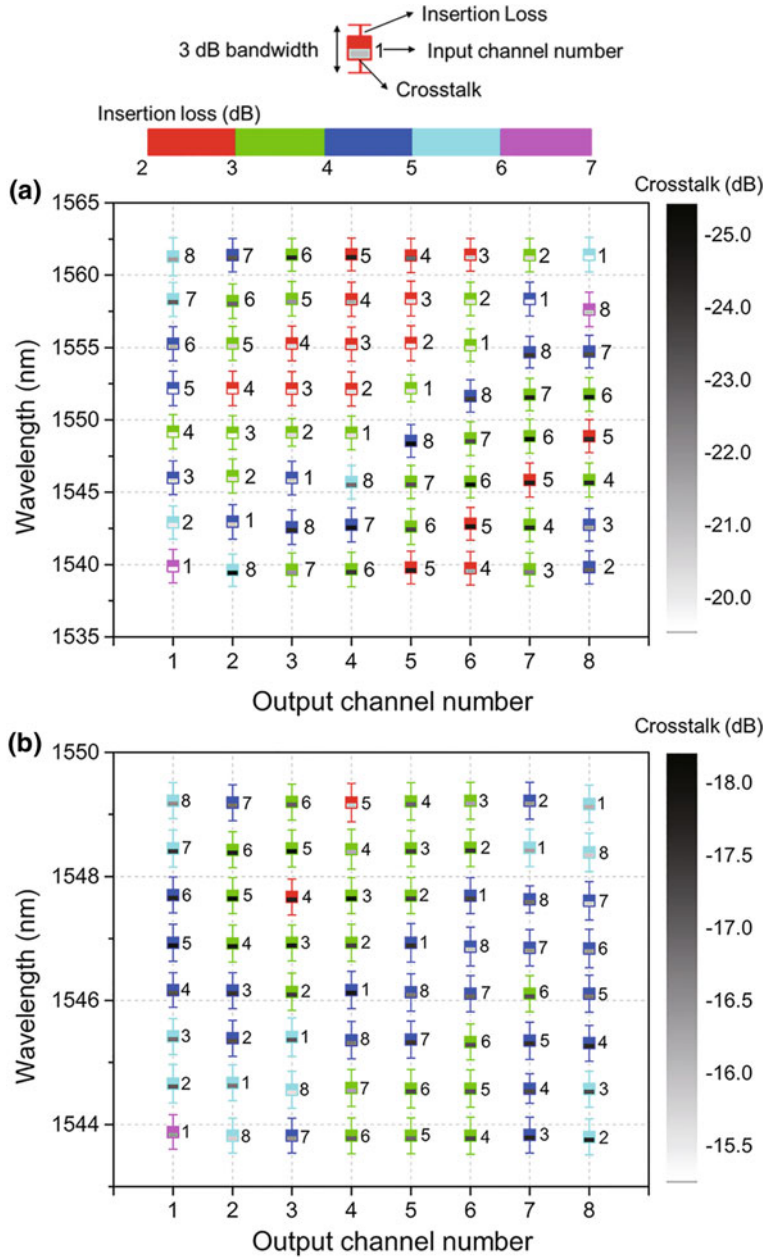 Insertion Loss
3 dB bandwidth
1
Input channel number
Crosstalk
Insertion loss (dB)
2 3 4 5 6 7
(a)
Crosstalk (dB)
1565
1560
1555
1550
1545
1540
1535
Wavelength (nm)
8 7 6 5 4 3 2 1
7 6 5 4 3 2 1 8
6 5 4 3 2 1 8 7
5 4 3 2 1 8 7 6
4 3 2 1 8 7 6 5
3 2 1 8 7 6 5 4
2 1 8 7 6 5 4 3
1 8 7 6 5 4 3 2
-25.0
-24.0
-23.0
-22.0
-21.0
-20.0
1 2 3 4 5 6 7 8
Output channel number
(b)
Crosstalk (dB)
1550
1548
1546
1544
Wavelength (nm)
8 7 6 5 4 3 2 1
7 6 5 4 3 2 1 8
6 5 4 3 2 1 8 7
5 4 3 2 1 8 7 6
4 3 2 1 8 7 6 5
3 2 1 8 7 6 5 4
2 1 8 7 6 5 4 3
1 8 7 6 5 4 3 2
-18.0
-17.5
-17.0
-16.5
-16.0
-15.5
1 2 3 4 5 6 7 8
Output channel number